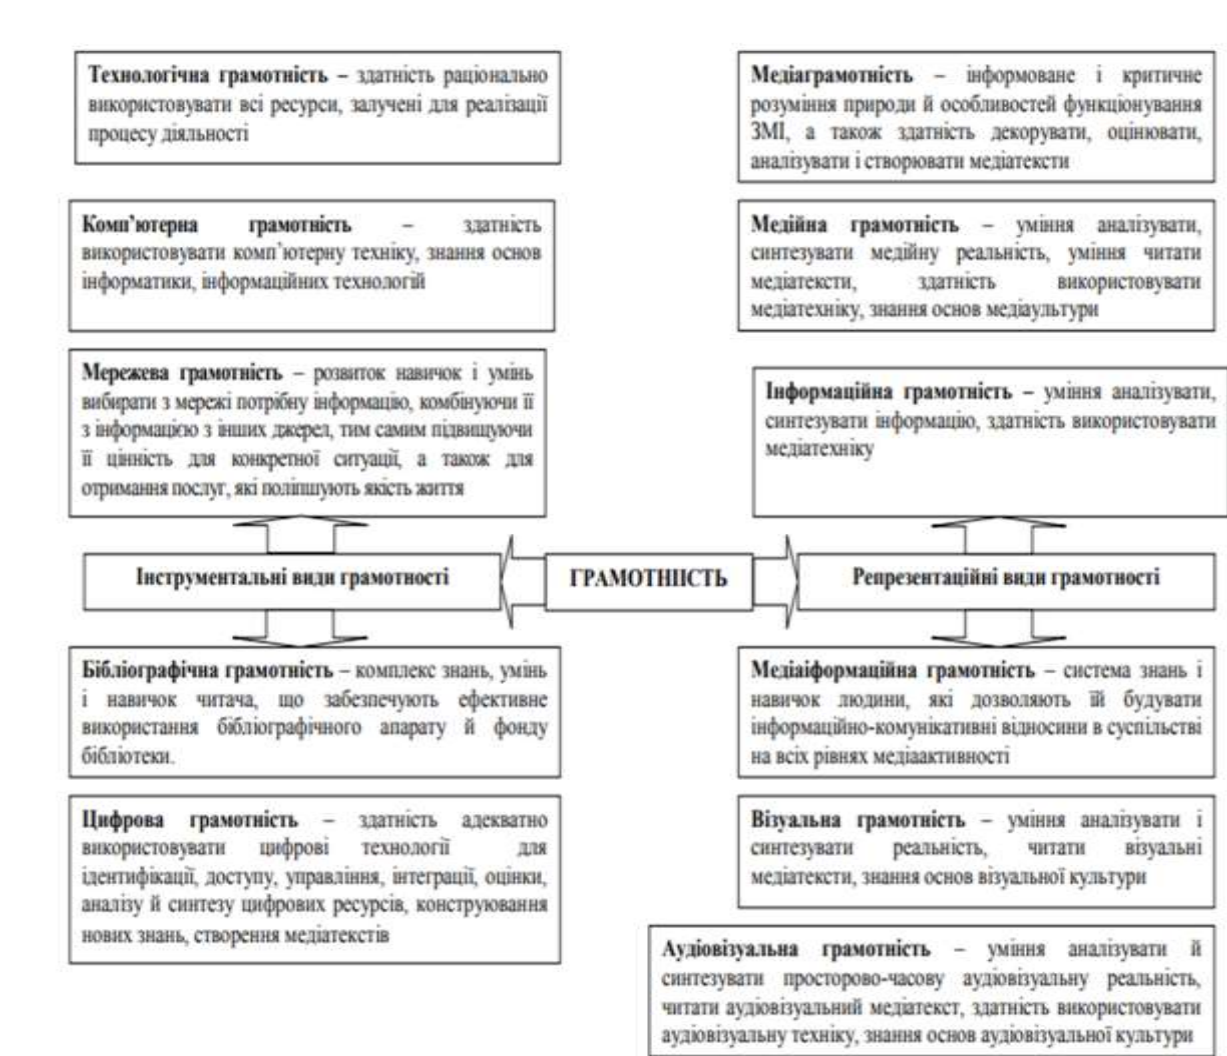 Технологічна грамотність – здатність раціонально
використовувати всі ресурси, залучені для реалізації
процесу діяльності
Медіаграмотність – інформоване і критичне
розуміння природи й особливостей функціонування
ЗМІ, а також здатність декорувати, оцінювати,
аналізувати і створювати медіатексти
Комп'ютерна грамотність – здатність
використовувати комп'ютерну техніку, знання основ
інформатики, інформаційних технологій
Медійна грамотність – уміння аналізувати,
синтезувати медійну реальність, уміння читати
медіатексти, здатність використовувати
медіатехніку, знання основ медіаультури
Мережева грамотність – розвиток навичок і умінь
вибирати з мережі потрібну інформацію, комбінуючи її
з інформацією з інших джерел, тим самим підвищуючи
її цінність для конкретної ситуації, а також для
отримання послуг, які поліпшують якість життя
Інформаційна грамотність – уміння аналізувати,
синтезувати інформацію, здатність використовувати
медіатехніку
Інструментальні види грамотності
ГРАМОТНІІСТЬ
Репрезентаційні види грамотності
Бібліографічна грамотність – комплекс знань, умінь
і навичок читача, що забезпечують ефективне
використання бібліографічного апарату й фонду
бібліотеки.
Медіаіформаційна грамотність – система знань і
навичок людини, які дозволяють їй будувати
інформаційно-комунікативні відносини в суспільстві
на всіх рівнях медіаактивності
Цифрова грамотність – здатність адекватно
використовувати цифрові технології для
ідентифікації, доступу, управління, інтеграції, оцінки,
аналізу й синтезу цифрових ресурсів, конструювання
нових знань, створення медіатекстів
Візуальна грамотність – уміння аналізувати і
синтезувати реальність, читати візуальні
медіатексти, знання основ візуальної культури
Аудіовізуальна грамотність – уміння аналізувати й
синтезувати просторово-часову аудіовізуальну реальність,
читати аудіовізуальний медіатекст, здатність використовувати
аудіовізуальну техніку, знання основ аудіовізуальної культури